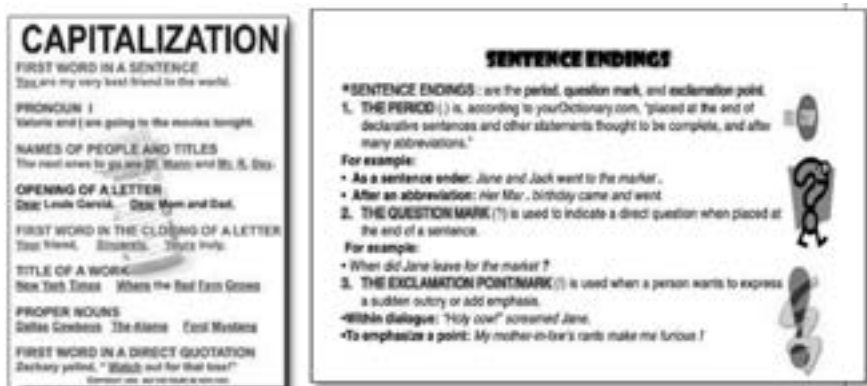 CAPITALIZATION
FIRST WORD IN A SENTENCE
You are my very best friend in the world.
PRONOUN I
Valerie and I are going to the movies tonight.
NAMES OF PEOPLE AND TITLES
The next ones to go are Dr. Mann and Mr. R. Day.
OPENING OF A LETTER
Dear Louis Garcia, Dear Mom and Dad,
FIRST WORD IN THE CLOSING OF A LETTER
Your friend, Sincerely, Yours truly,
TITLE OF A WORK
New York Times Where the Red Fern Grows
PROPER NOUNS
Dallas Cowboys The Alamo Ford Mustang
FIRST WORD IN A DIRECT QUOTATION
Zachary yelled, " Watch out for that tree!"
SENTENCE ENDINGS
*SENTENCE ENDINGS : are the period, question mark, and exclamation point.
1. THE PERIOD (.) is, according to yourDictionary.com, "placed at the end of
declarative sentences and other statements thought to be complete, and after
many abbreviations."
For example:
• As a sentence ender: Jane and Jack went to the market .
• After an abbreviation: Her Mar . birthday came and went.
2. THE QUESTION MARK (?) is used to indicate a direct question when placed at
the end of a sentence.
For example:
• When did Jane leave for the market ?
3. THE EXCLAMATION POINT/MARK (!) is used when a person wants to express
a sudden outcry or add emphasis.
•Within dialogue: "Holy cow!" screamed Jane.
•To emphasize a point: My mother-in-law's rants make me furious !